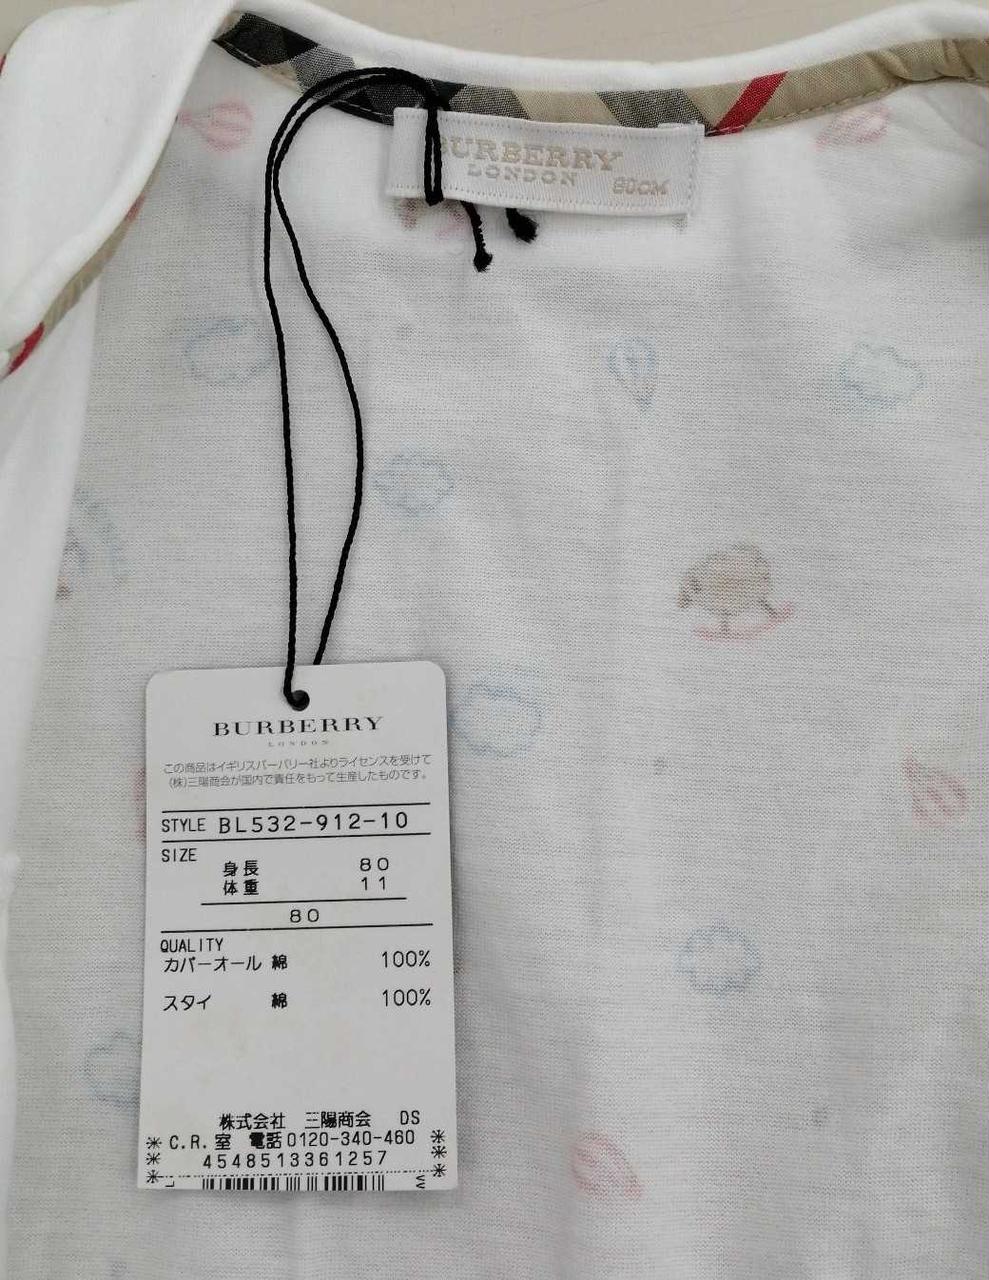 BURBERRY
LONDON 80CM
BURBERRY
LONDON
この商品はイギリスバーバリー社よりライセンスを受けて
(株)三陽商会が国内で責任をもって生産したものです。
STYLE BL532-912-10
SIZE
身長 80
体重 11
80
QUALITY
カバーオール 綿 100%
スタイ 綿 100%
株式会社 三陽商会 DS
C.R.室 電話0120-340-460
4548513361257